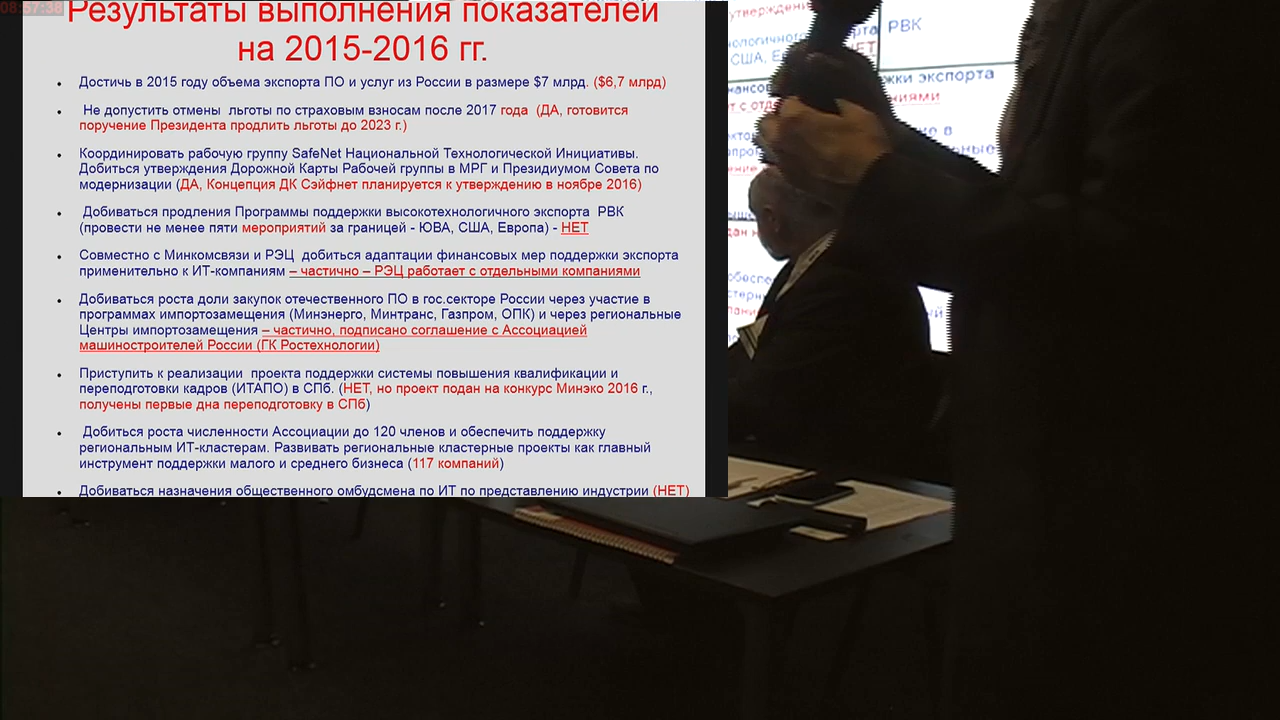 08:57:38
Результаты выполнения показателей
на 2015-2016 гг.
• Достичь в 2015 году объема экспорта ПО и услуг из России в размере $7 млрд. ($6,7 млрд)
• Не допустить отмены льготы по страховым взносам после 2017 года (ДА, готовится
поручение Президента продлить льготы до 2023 г.)
• Координировать рабочую группу SafeNet Национальной Технологической Инициативы.
Добиться утверждения Дорожной Карты Рабочей группы в МРГ и Президиумом Совета по
модернизации (ДА, Концепция ДК Сэйфнет планируется к утверждению в ноябре 2016)
• Добиваться продления Программы поддержки высокотехнологичного экспорта РВК
(провести не менее пяти мероприятий за границей - ЮВА, США, Европа) - НЕТ
• Совместно с Минкомсвязи и РЭЦ добиться адаптации финансовых мер поддержки экспорта
применительно к ИТ-компаниям – частично – РЭЦ работает с отдельными компаниями
• Добиваться роста доли закупок отечественного ПО в гос.секторе России через участие в
программах импортозамещения (Минэнерго, Минтранс, Газпром, ОПК) и через региональные
Центры импортозамещения – частично, подписано соглашение с Ассоциацией
машиностроителей России (ГК Ростехнологии)
• Приступить к реализации проекта поддержки системы повышения квалификации и
переподготовки кадров (ИТАПО) в СПб. (НЕТ, но проект подан на конкурс Минэко 2016 г.,
получены первые дна переподготовку в СПб)
• Добиться роста численности Ассоциации до 120 членов и обеспечить поддержку
региональным ИТ-кластерам. Развивать региональные кластерные проекты как главный
инструмент поддержки малого и среднего бизнеса (117 компаний)
• Добиваться назначения общественного омбудсмена по ИТ по представлению индустрии (НЕТ)
РВК
США,
НЕТ
экспорта